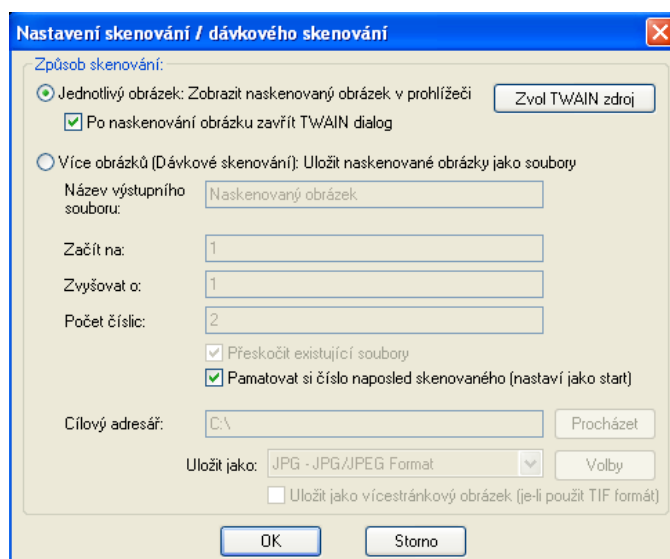 Nastavení skenování / dávkového skenování
Způsob skenování:
Jednotlivý obrázek: Zobrazit naskenovaný obrázek v prohlížeči
Zvol TWAIN zdroj
Po naskenování obrázku zavřít TWAIN dialog
Více obrázků (Dávkové skenování): Uložit naskenované obrázky jako soubory
Název výstupního
souboru:
Naskenovaný obrázek
Začít na:
1
Zvyšovat o:
1
Počet číslic:
2
Přeskočit existující soubory
Pamatovat si číslo naposled skenovaného (nastaví jako start)
Cílový adresář:
C:\
Procházet
Uložit jako:
JPG - JPG/JPEG Format
Volby
Uložit jako vícestránkový obrázek (je-li použit TIF formát)
OK
Storno